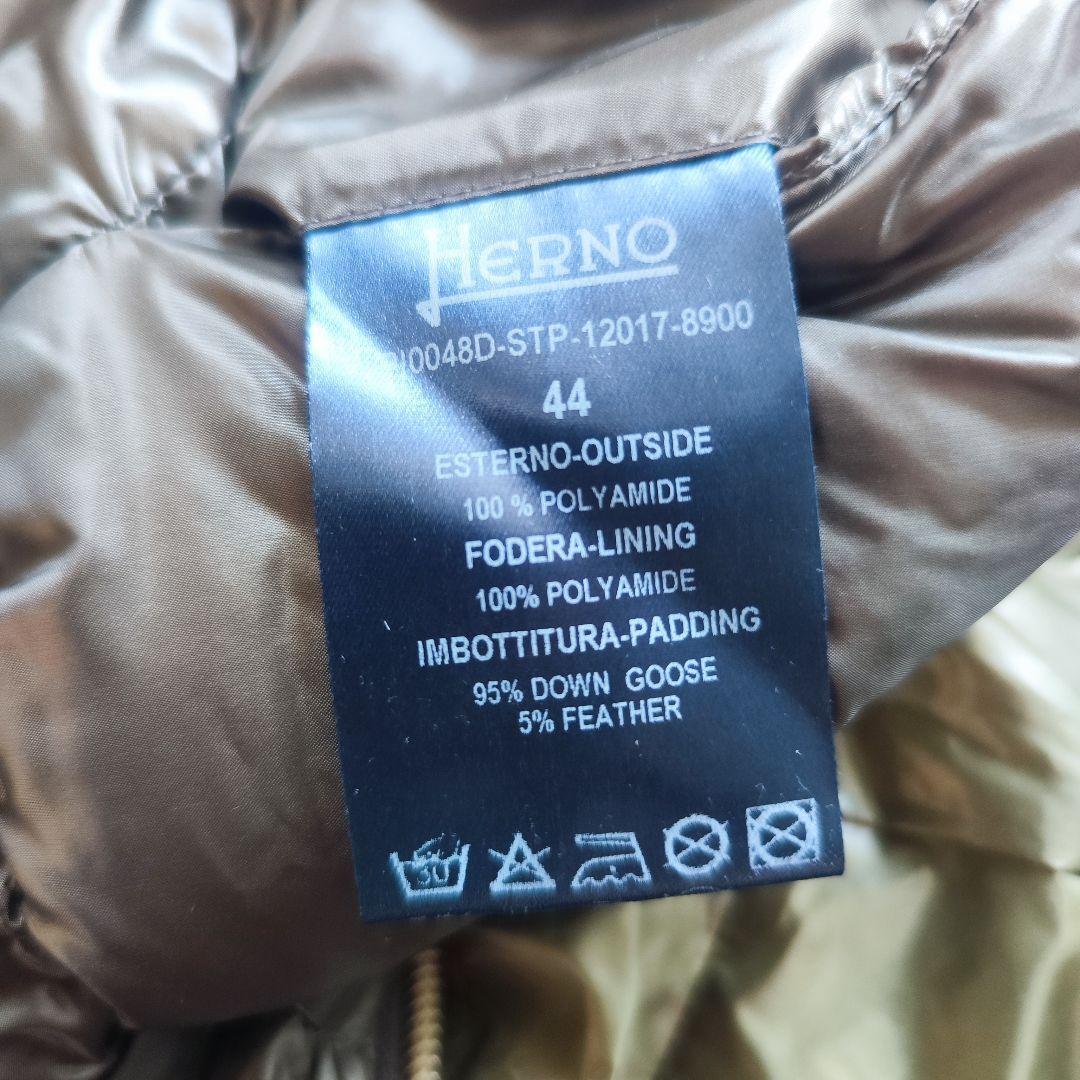 HERNO
PI0048D-STP-12017-8900
44
ESTERNO-OUTSIDE
100 % POLYAMIDE
FODERA-LINING
100% POLYAMIDE
IMBOTTITURA-PADDING
95% DOWN GOOSE
5% FEATHER
30